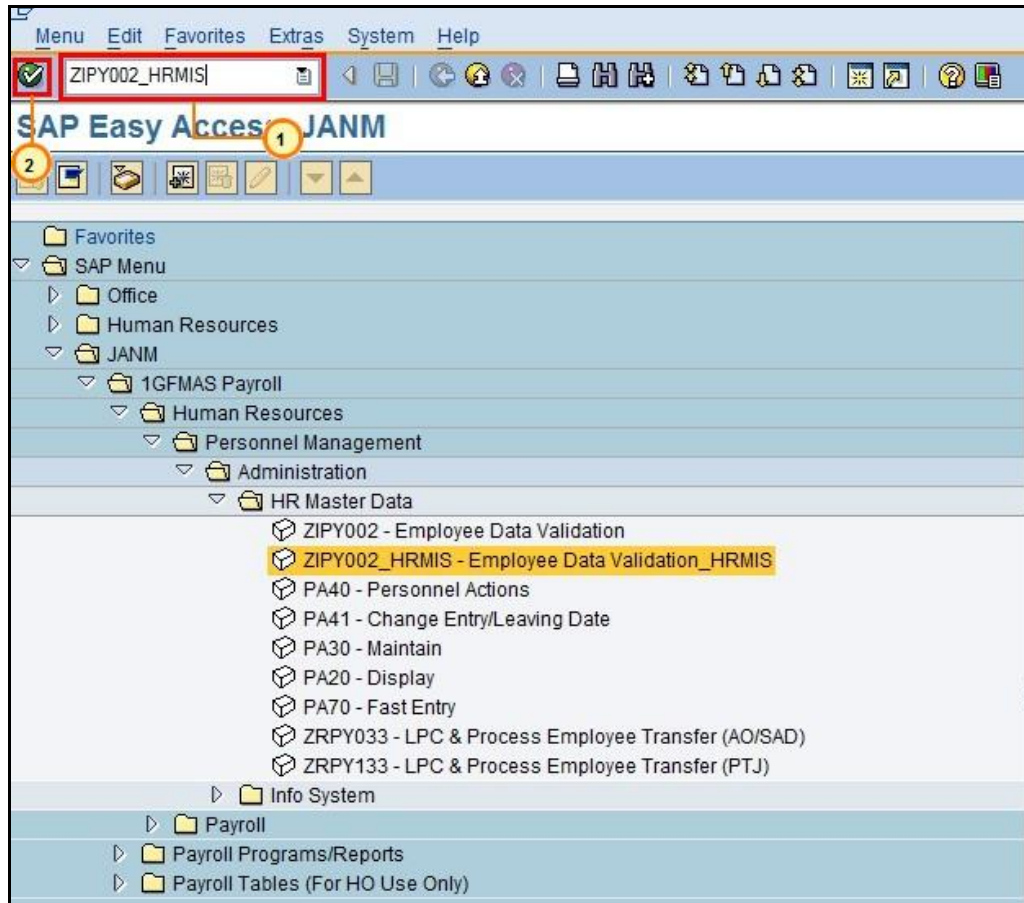 Menu Edit Favorites Extras System Help
ZIPY002_HRMIS
SAP Easy Access JANM
1
2
Favorites
SAP Menu
Office
Human Resources
JANM
1GFMAS Payroll
Human Resources
Personnel Management
Administration
HR Master Data
ZIPY002 - Employee Data Validation
ZIPY002_HRMIS - Employee Data Validation_HRMIS
PA40 - Personnel Actions
PA41 - Change Entry/Leaving Date
PA30 - Maintain
PA20 - Display
PA70 - Fast Entry
ZRPY033 - LPC & Process Employee Transfer (AO/SAD)
ZRPY133 - LPC & Process Employee Transfer (PTJ)
Info System
Payroll
Payroll Programs/Reports
Payroll Tables (For HO Use Only)